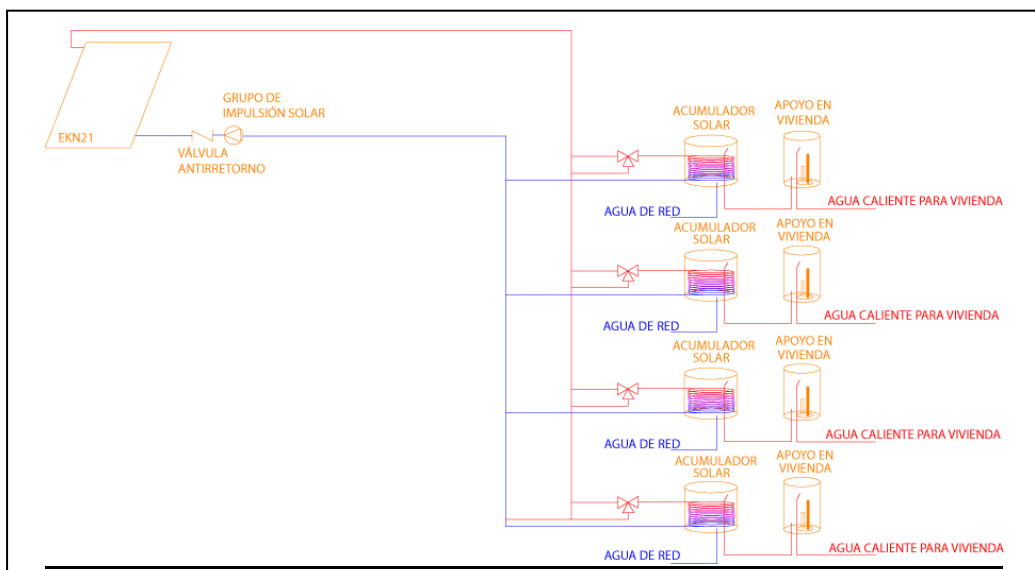 EKN21
GRUPO DE
IMPULSIÓN SOLAR
VÁLVULA
ANTIRRETORNO
ACUMULADOR
SOLAR
APOYO EN
VIVIENDA
AGUA DE RED
AGUA CALIENTE PARA VIVIENDA
ACUMULADOR
SOLAR
APOYO EN
VIVIENDA
AGUA DE RED
AGUA CALIENTE PARA VIVIENDA
ACUMULADOR
SOLAR
APOYO EN
VIVIENDA
AGUA DE RED
AGUA CALIENTE PARA VIVIENDA
ACUMULADOR
SOLAR
APOYO EN
VIVIENDA
AGUA DE RED
AGUA CALIENTE PARA VIVIENDA